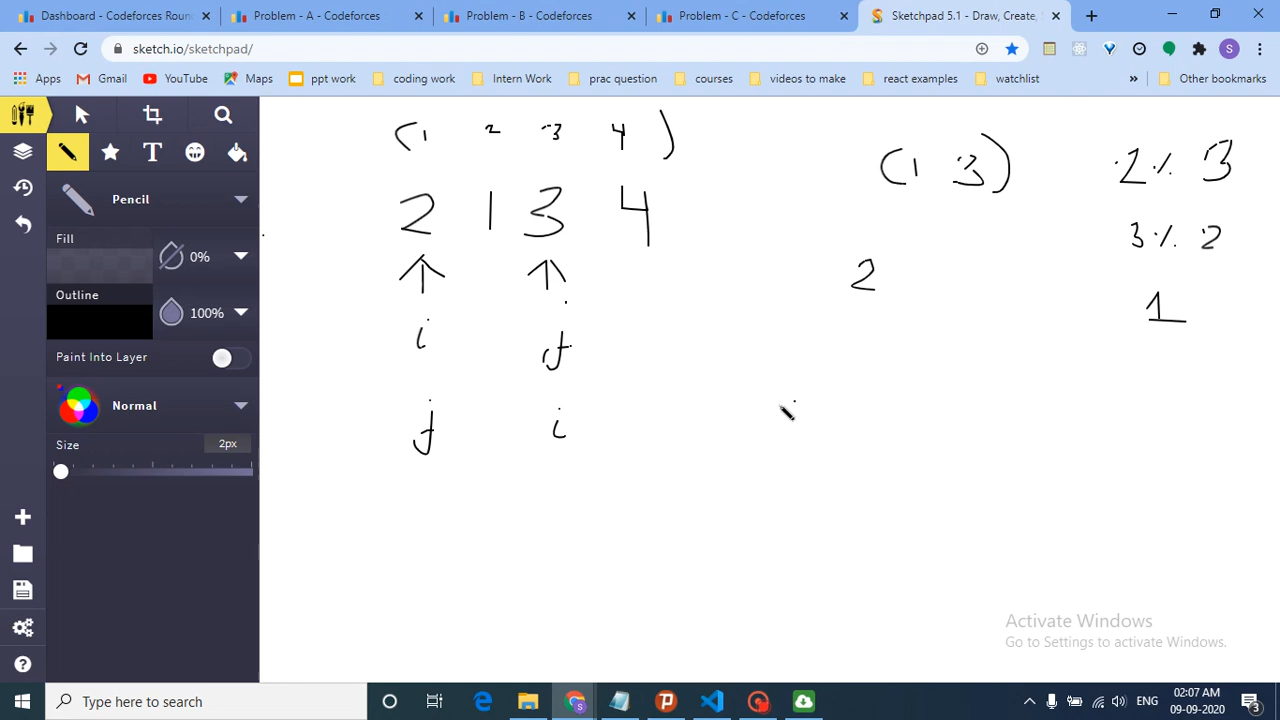 Dashboard - Codeforces Roun
Problem - A - Codeforces
Problem - B - Codeforces
Problem - C - Codeforces
Sketchpad 5.1 - Draw, Create,
sketch.io/sketchpad/
S
Apps Gmail YouTube Maps ppt work coding work Intern Work prac question courses videos to make react examples watchlist » Other bookmarks
Pencil
Fill
0%
Outline
100%
Paint Into Layer
Normal
Size 2px
(1 2 3 4)
2 1 3 4
i j
j i
(1 3)
2
2 % 3
3 % 2
1
Activate Windows
Go to Settings to activate Windows.
Type here to search
ENG
02:07 AM
09-09-2020
3